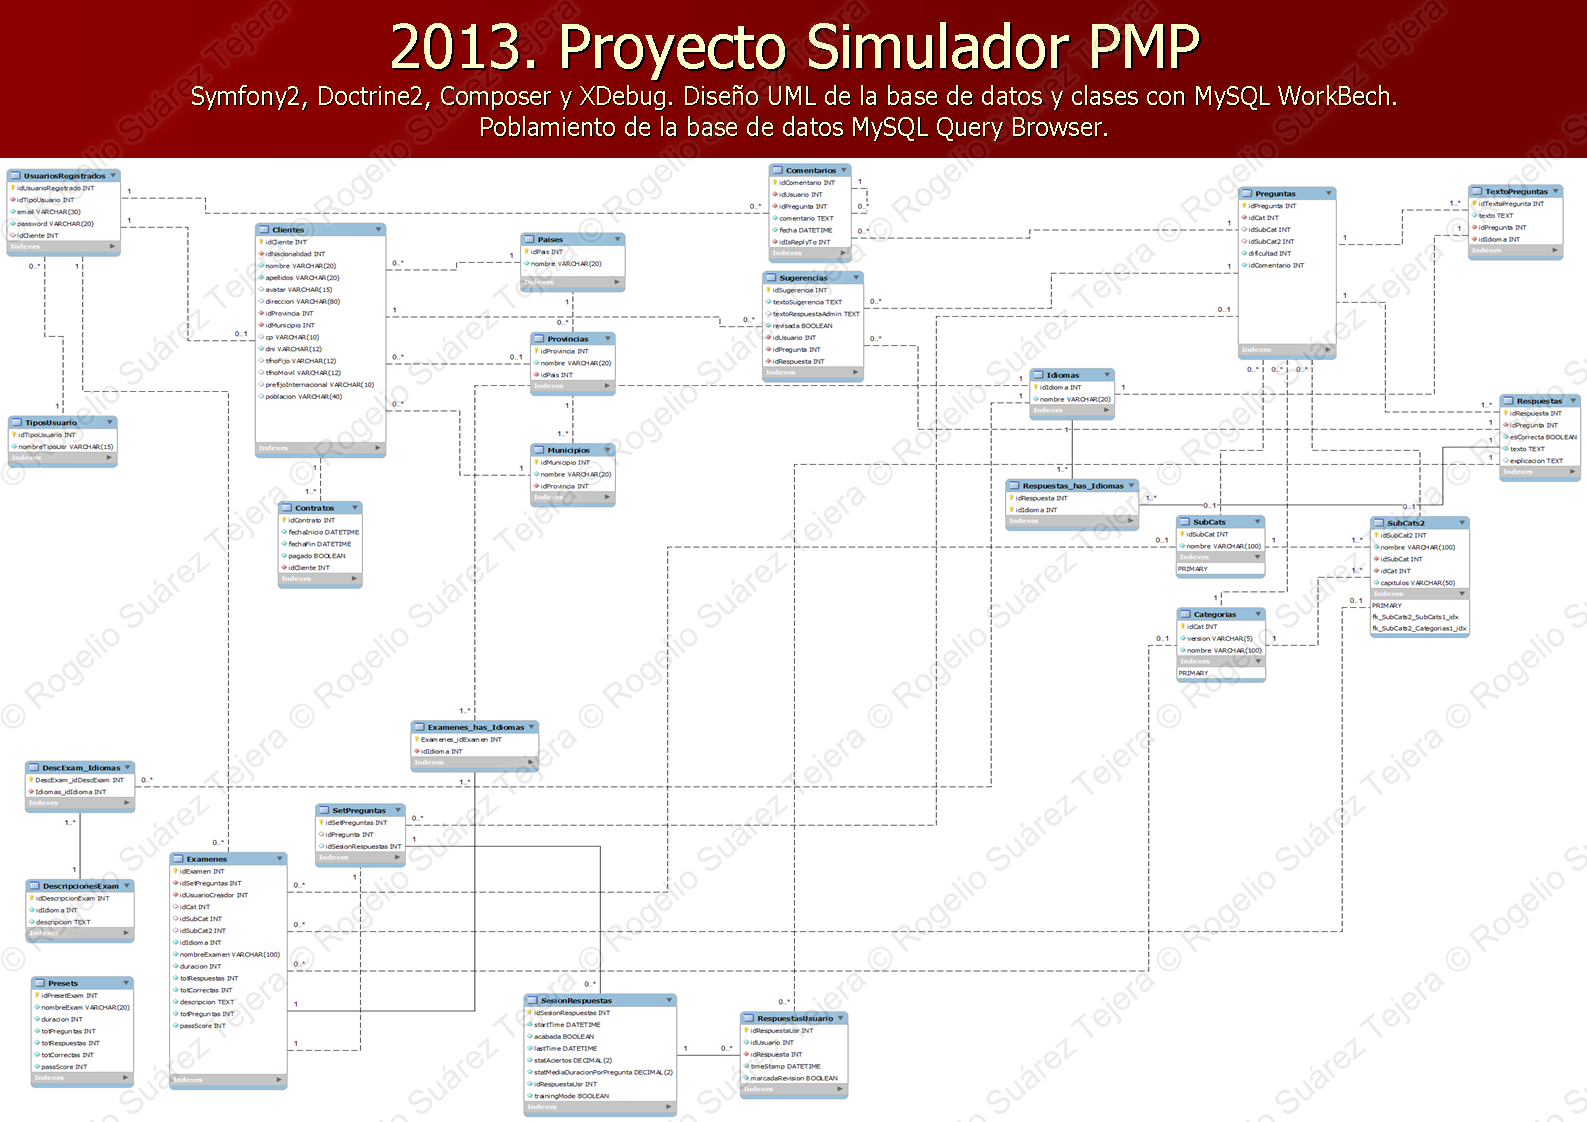 2013. Proyecto Simulador PMP
Symfony2, Doctrine2, Composer y XDebug. Diseño UML de la base de datos y clases con MySQL WorkBech.
Poblamiento de la base de datos MySQL Query Browser.
UsuariosRegistrados
idUsuarioRegistrado INT
idTipoUsuario INT
email VARCHAR(30)
password VARCHAR(20)
idCliente INT
Indexes
Clientes
idCliente INT
idNacionalidad INT
nombre VARCHAR(20)
apellidos VARCHAR(20)
avatar VARCHAR(15)
direccion VARCHAR(80)
idProvincia INT
idMunicipio INT
cp VARCHAR(10)
dni VARCHAR(12)
tfnoFijo VARCHAR(12)
tfnoMovil VARCHAR(12)
prefijoInternacional VARCHAR(10)
poblacion VARCHAR(40)
Indexes
Paises
idPais INT
nombre VARCHAR(20)
Indexes
Provincias
idProvincia INT
nombre VARCHAR(20)
idPais INT
Indexes
Municipios
idMunicipio INT
nombre VARCHAR(20)
idProvincia INT
Indexes
Comentarios
idComentario INT
idUsuario INT
idPregunta INT
comentario TEXT
fecha DATETIME
idIsReplyTo INT
Indexes
Sugerencias
idSugerencia INT
textoSugerencia TEXT
textoRespuestaAdmin TEXT
revisada BOOLEAN
idUsuario INT
idPregunta INT
idRespuesta INT
Indexes
Preguntas
idPregunta INT
idCat INT
idSubCat INT
idSubCat2 INT
dificultad INT
idComentario INT
Indexes
TextoPreguntas
idTextoPregunta INT
texto TEXT
idPregunta INT
idIdioma INT
Indexes
Idiomas
idIdioma INT
nombre VARCHAR(20)
Indexes
Respuestas
idRespuesta INT
idPregunta INT
esCorrecta BOOLEAN
texto TEXT
explicacion TEXT
Indexes
TiposUsuario
idTipoUsuario INT
nombreTipoUsr VARCHAR(15)
Indexes
Contratos
idContrato INT
fechaInicio DATETIME
fechaFin DATETIME
pagado BOOLEAN
idCliente INT
Indexes
Respuestas_has_Idiomas
idRespuesta INT
idIdioma INT
Indexes
SubCats
idSubCat INT
nombre VARCHAR(100)
Indexes
PRIMARY
SubCats2
idSubCat2 INT
nombre VARCHAR(100)
idSubCat INT
idCat INT
capitulos VARCHAR(50)
Indexes
PRIMARY
fk_SubCats2_SubCats1_idx
fk_SubCats2_Categorias1_idx
Categorias
idCat INT
version VARCHAR(5)
nombre VARCHAR(100)
Indexes
PRIMARY
Examenes_has_Idiomas
Examenes_idExamen INT
idIdioma INT
Indexes
DescExam_Idiomas
DescExam_idDescExam INT
Idiomas_idIdioma INT
Indexes
SetPreguntas
idSetPreguntas INT
idPregunta INT
idSesionRespuestas INT
Indexes
DescripcionesExam
idDescripcionExam INT
idIdioma INT
descripcion TEXT
Indexes
Examenes
idExamen INT
idSetPreguntas INT
idUsuarioCreador INT
idCat INT
idSubCat INT
idSubCat2 INT
idIdioma INT
nombreExamen VARCHAR(100)
duracion INT
totRespuestas INT
totCorrectas INT
descripcion TEXT
totPreguntas INT
passScore INT
Indexes
Presets
idPresetExam INT
nombreExam VARCHAR(20)
duracion INT
totPreguntas INT
totRespuestas INT
totCorrectas INT
passScore INT
Indexes
SesionRespuestas
idSesionRespuestas INT
startTime DATETIME
acabada BOOLEAN
lastTime DATETIME
statAciertos DECIMAL(2)
statMediaDuracionPorPregunta DECIMAL(2)
idRespuestaUsr INT
trainingMode BOOLEAN
Indexes
RespuestasUsuario
idRespuestaUsr INT
idUsuario INT
idRespuesta INT
timeStamp DATETIME
marcadaRevision BOOLEAN
Indexes
© Rogelio Suárez Tejera